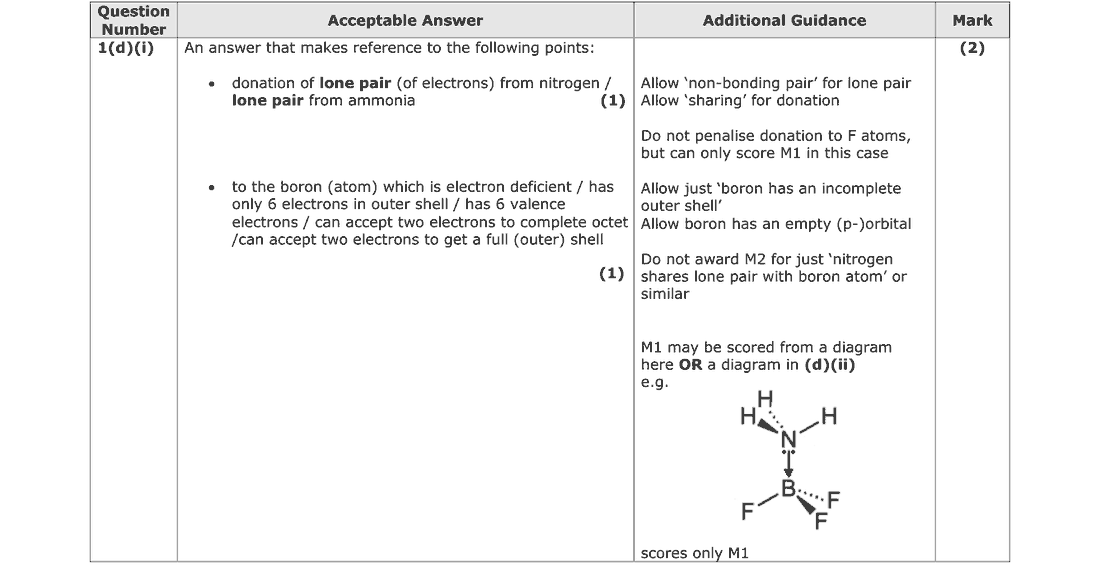 Question Number
Acceptable Answer
Additional Guidance
Mark
1(d)(i)
An answer that makes reference to the following points:
(2)
• donation of lone pair (of electrons) from nitrogen /
lone pair from ammonia
(1)
Allow ‘non-bonding pair’ for lone pair
Allow ‘sharing’ for donation
Do not penalise donation to F atoms,
but can only score M1 in this case
• to the boron (atom) which is electron deficient / has
only 6 electrons in outer shell / has 6 valence
electrons / can accept two electrons to complete octet
/can accept two electrons to get a full (outer) shell
(1)
Allow just ‘boron has an incomplete
outer shell’
Allow boron has an empty (p-)orbital
Do not award M2 for just ‘nitrogen
shares lone pair with boron atom’ or
similar
M1 may be scored from a diagram
here OR a diagram in (d)(ii)
e.g.
H
H H
N
B
F F
F
scores only M1